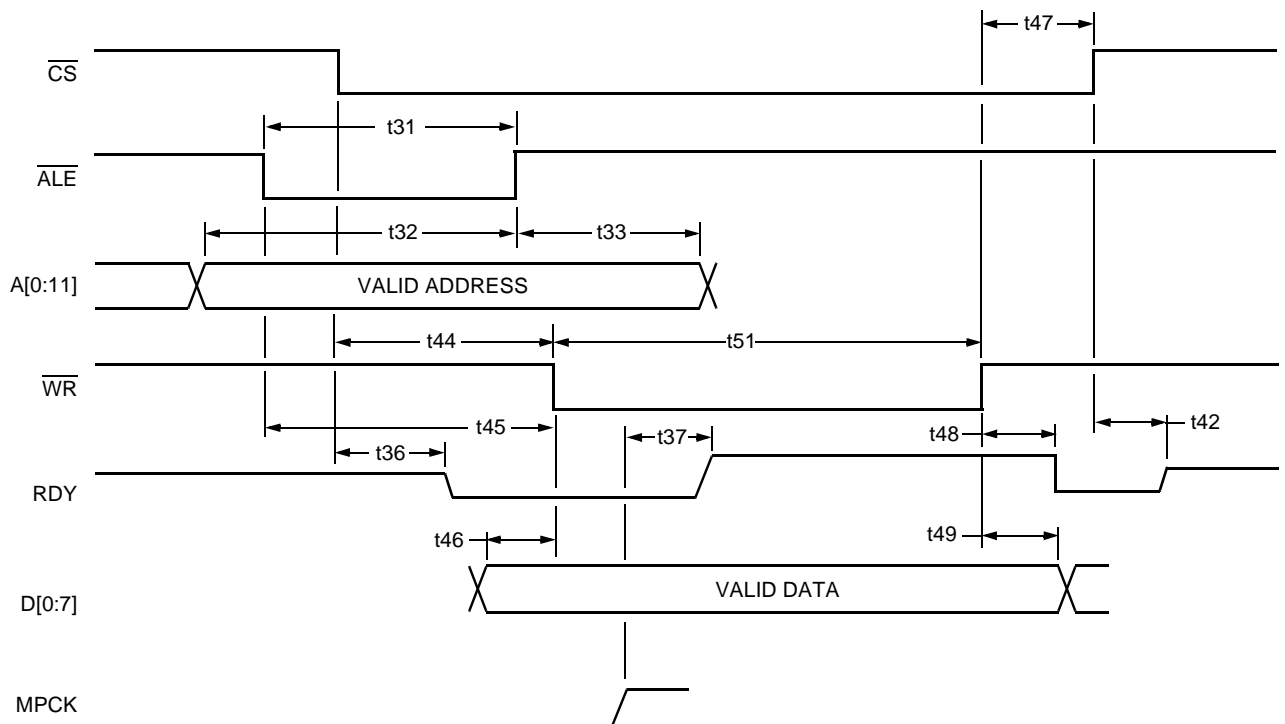 t47
CS
t31
ALE
t32
t33
A[0:11]
VALID ADDRESS
t44
t51
WR
t45
t37
t48
t42
t36
RDY
t46
t49
D[0:7]
VALID DATA
MPCK